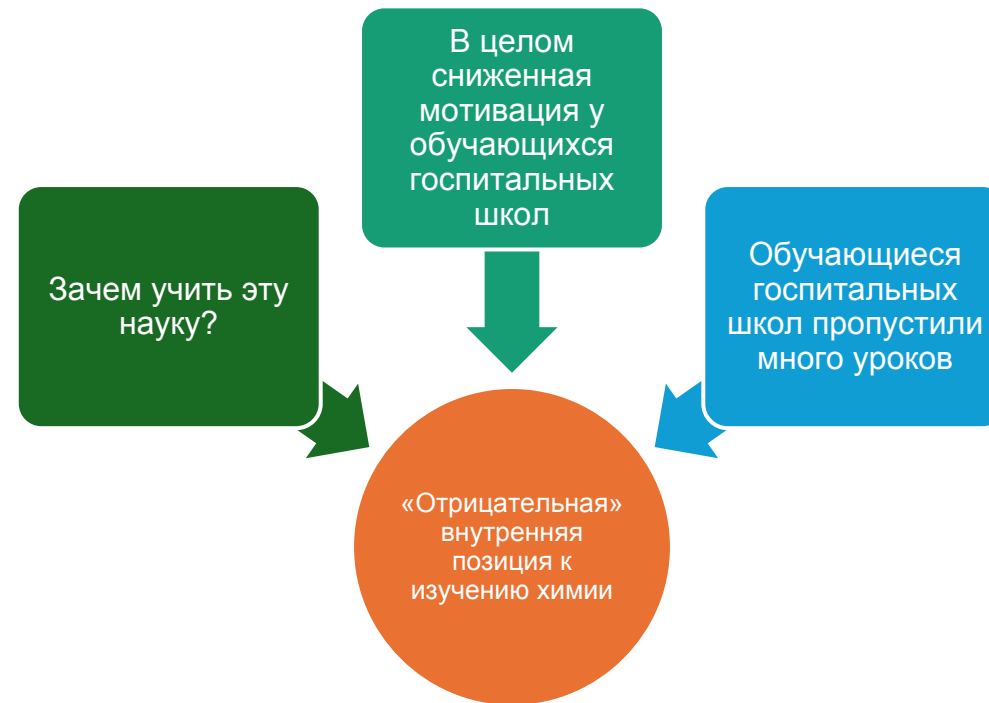 В целом
сниженная
мотивация у
обучающихся
госпитальных
школ
Зачем учить эту
науку?
Обучающиеся
госпитальных
школ пропустили
много уроков
«Отрицательная»
внутренняя
позиция к
изучению химии